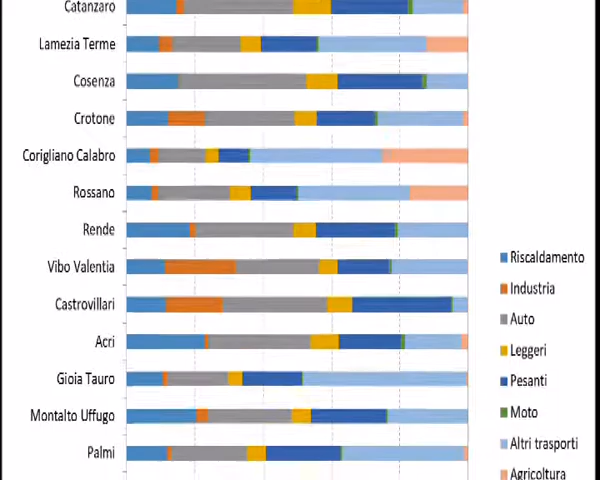 Catanzaro
Lamezia Terme
Cosenza
Crotone
Corigliano Calabro
Rossano
Rende
Vibo Valentia
Castrovillari
Acri
Gioia Tauro
Montalto Uffugo
Palmi
Riscaldamento
Industria
Auto
Leggeri
Pesanti
Moto
Altri trasporti
Agricoltura